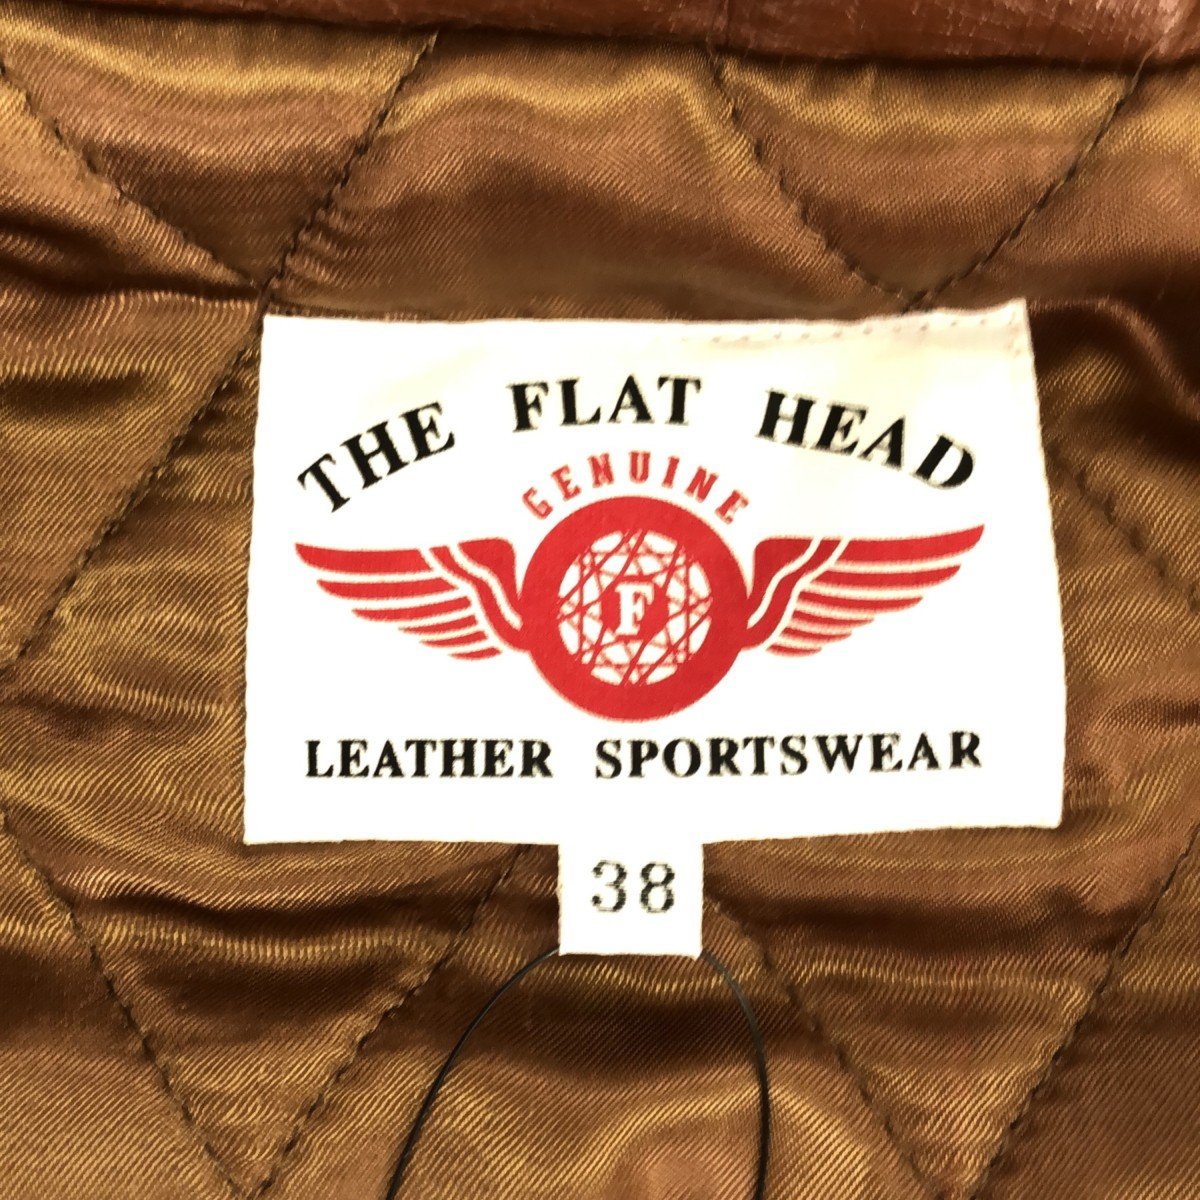 THE FLAT HEAD
GENUINE
F
LEATHER SPORTSWEAR
38